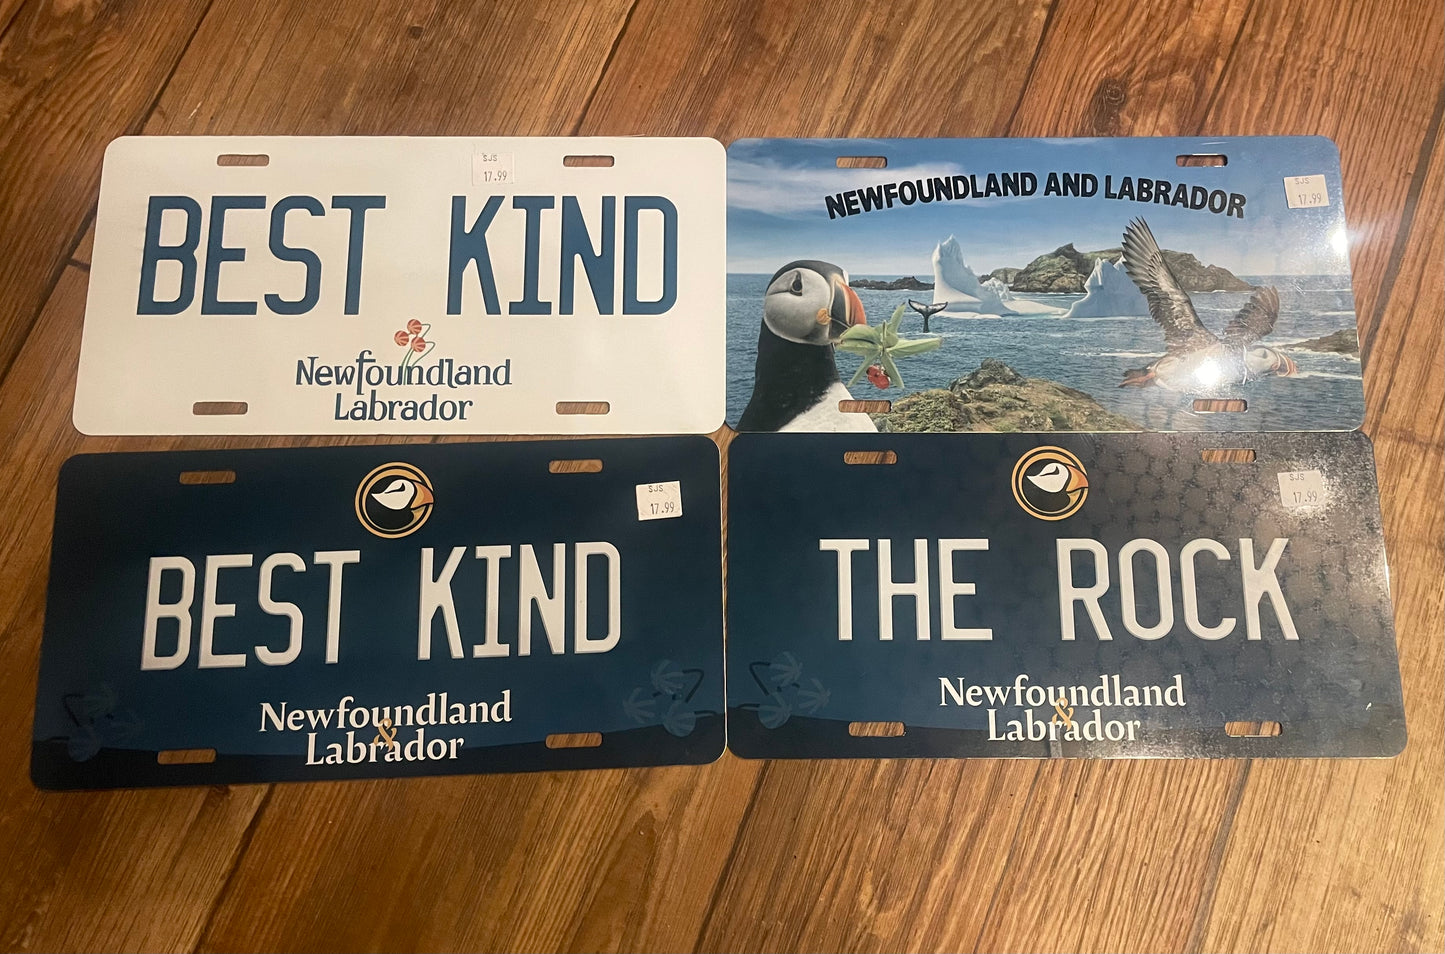 SJS
17.99
BEST KIND
Newfoundland
Labrador
NEWFOUNDLAND AND LABRADOR
SJS
17.99
SJS
17.99
BEST KIND
Newfoundland
&
Labrador
SJS
17.99
THE ROCK
Newfoundland
&
Labrador